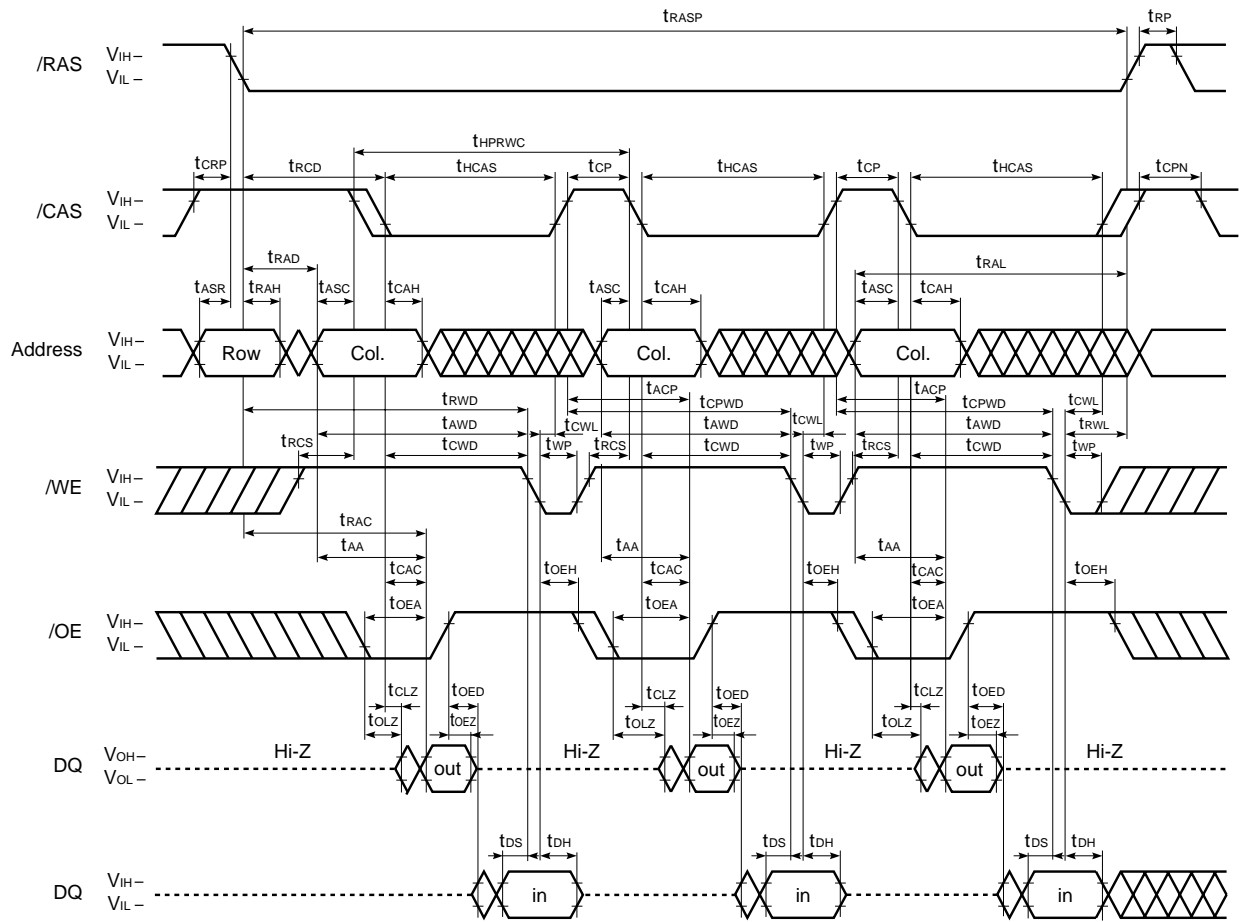 tRASP
tRP
/RAS
VIH –
VIL –
tHPRWC
tCRP
tRCD
tHCAS
tCP
tHCAS
tCP
tHCAS
tCPN
/CAS
VIH –
VIL –
tRAD
tRAL
tASR
tRAH
tASC
tCAH
tASC
tCAH
tASC
tCAH
Address
VIH –
VIL –
Row
Col.
Col.
Col.
tACP
tACP
tRWD
tCPWD
tCPWD
tCWL
tAWD
tCWL
tAWD
tCWL
tAWD
tRWL
tRCS
tCWD
tWP
tRCS
tCWD
tWP
tRCS
tCWD
tWP
/WE
VIH –
VIL –
tRAC
tAA
tAA
tAA
tCAC
tOEH
tCAC
tOEH
tCAC
tOEH
tOEA
tOEA
tOEA
/OE
VIH –
VIL –
tCLZ
tOED
tCLZ
tOED
tCLZ
tOED
tOLZ
tOEZ
tOLZ
tOEZ
tOLZ
tOEZ
DQ
VOH –
VOL –
Hi-Z
out
Hi-Z
out
Hi-Z
out
Hi-Z
tDS
tDH
tDS
tDH
tDS
tDH
DQ
VIH –
VIL –
in
in
in